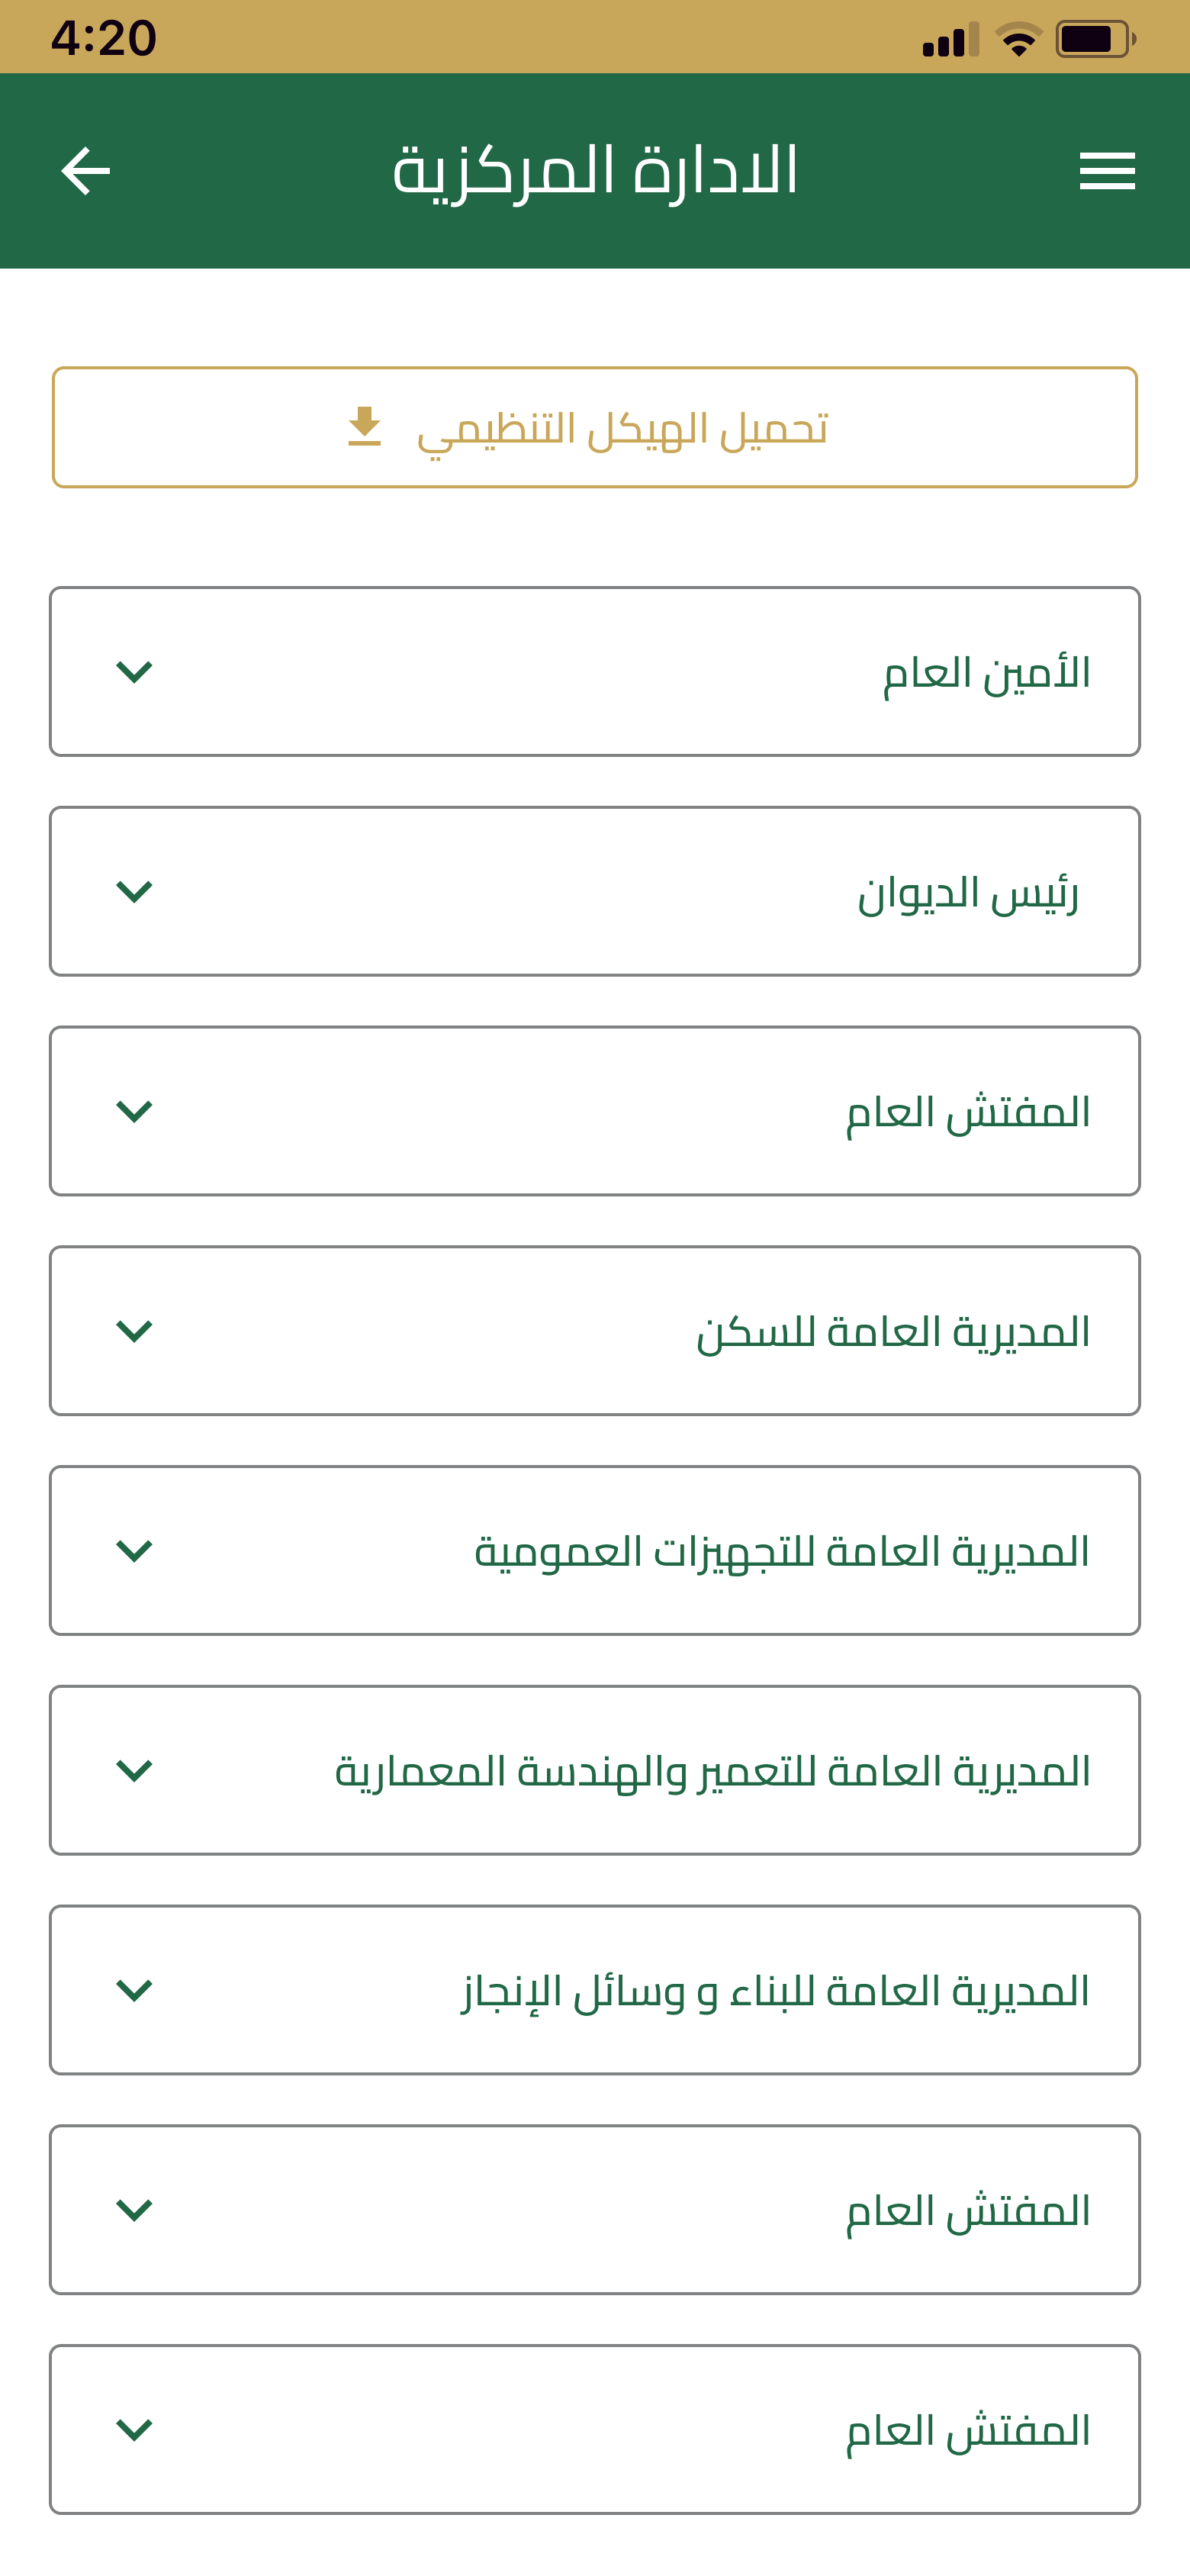 4:20
الادارة المركزية
تحميل الهيكل التنظيمي
الأمين العام
رئيس الديوان
المفتش العام
المديرية العامة للسكن
المديرية العامة للتجهيزات العمومية
المديرية العامة للتعمير والهندسة المعمارية
المديرية العامة للبناء و وسائل الإنجاز
المفتش العام
المفتش العام